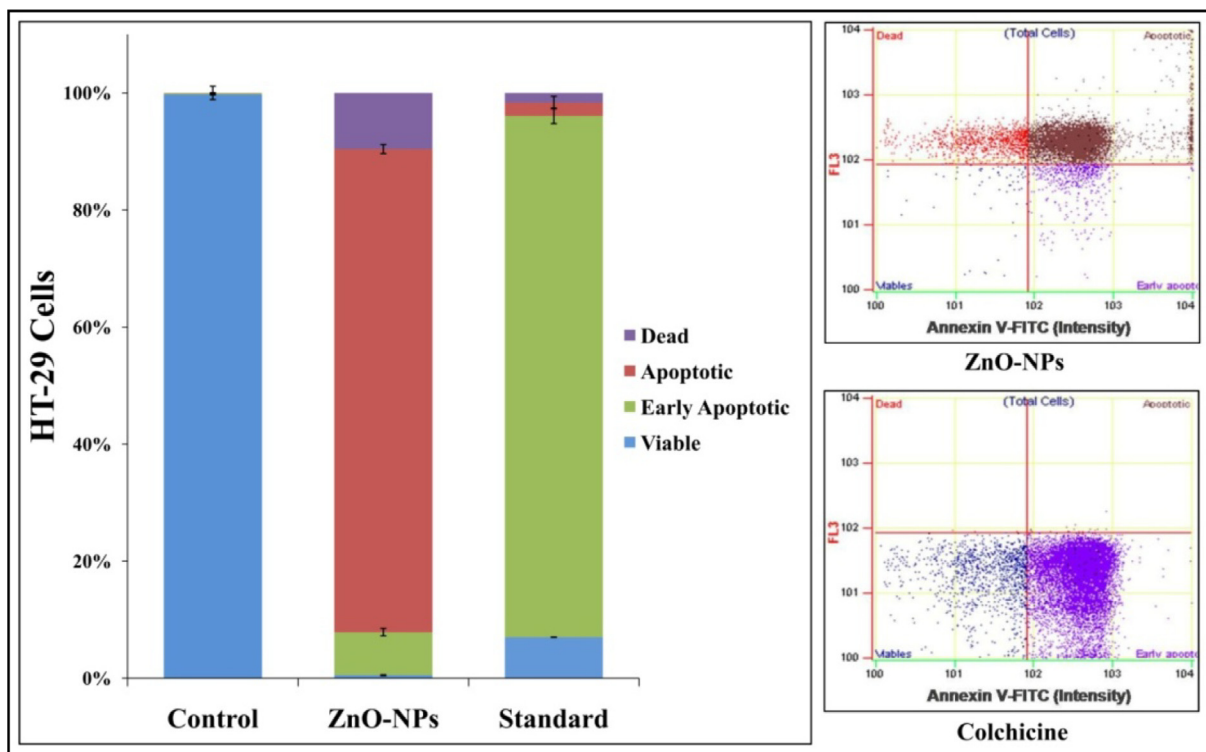 HT-29 Cells
100%
80%
60%
40%
20%
0%
Control
ZnO-NPs
Standard
Dead
Apoptotic
Early Apoptotic
Viable
Dead
(Total Cells)
Apoptotic
104
103
102
101
100
FL3
Viables
Early apopto
100
101
102
103
104
Annexin V-FITC (Intensity)
ZnO-NPs
Dead
(Total Cells)
Apoptotic
104
103
102
101
100
FL3
Viables
Early apopto
100
101
102
103
104
Annexin V-FITC (Intensity)
Colchicine